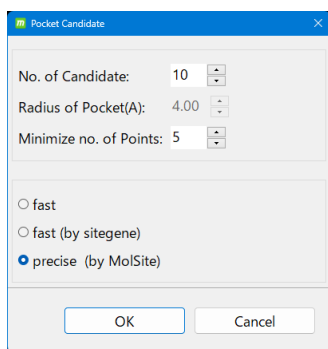 Pocket Candidate
No. of Candidate: 10
Radius of Pocket(A): 4.00
Minimize no. of Points: 5
fast
fast (by sitegene)
precise (by MolSite)
OK Cancel